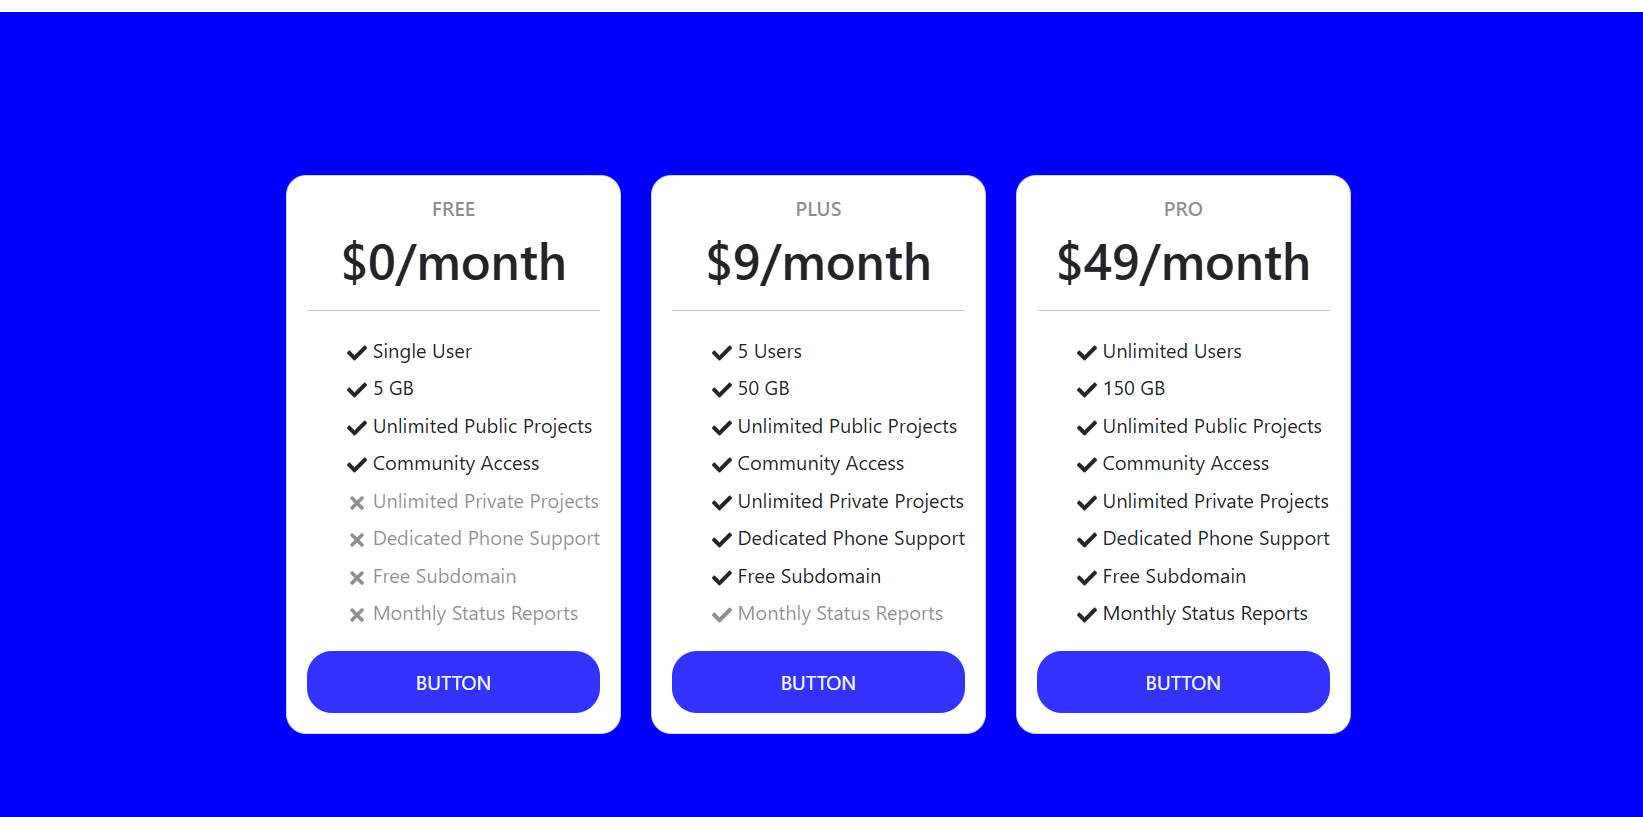 FREE
$0/month
Single User
5 GB
Unlimited Public Projects
Community Access
Unlimited Private Projects
Dedicated Phone Support
Free Subdomain
Monthly Status Reports
BUTTON
PLUS
$9/month
5 Users
50 GB
Unlimited Public Projects
Community Access
Unlimited Private Projects
Dedicated Phone Support
Free Subdomain
Monthly Status Reports
BUTTON
PRO
$49/month
Unlimited Users
150 GB
Unlimited Public Projects
Community Access
Unlimited Private Projects
Dedicated Phone Support
Free Subdomain
Monthly Status Reports
BUTTON